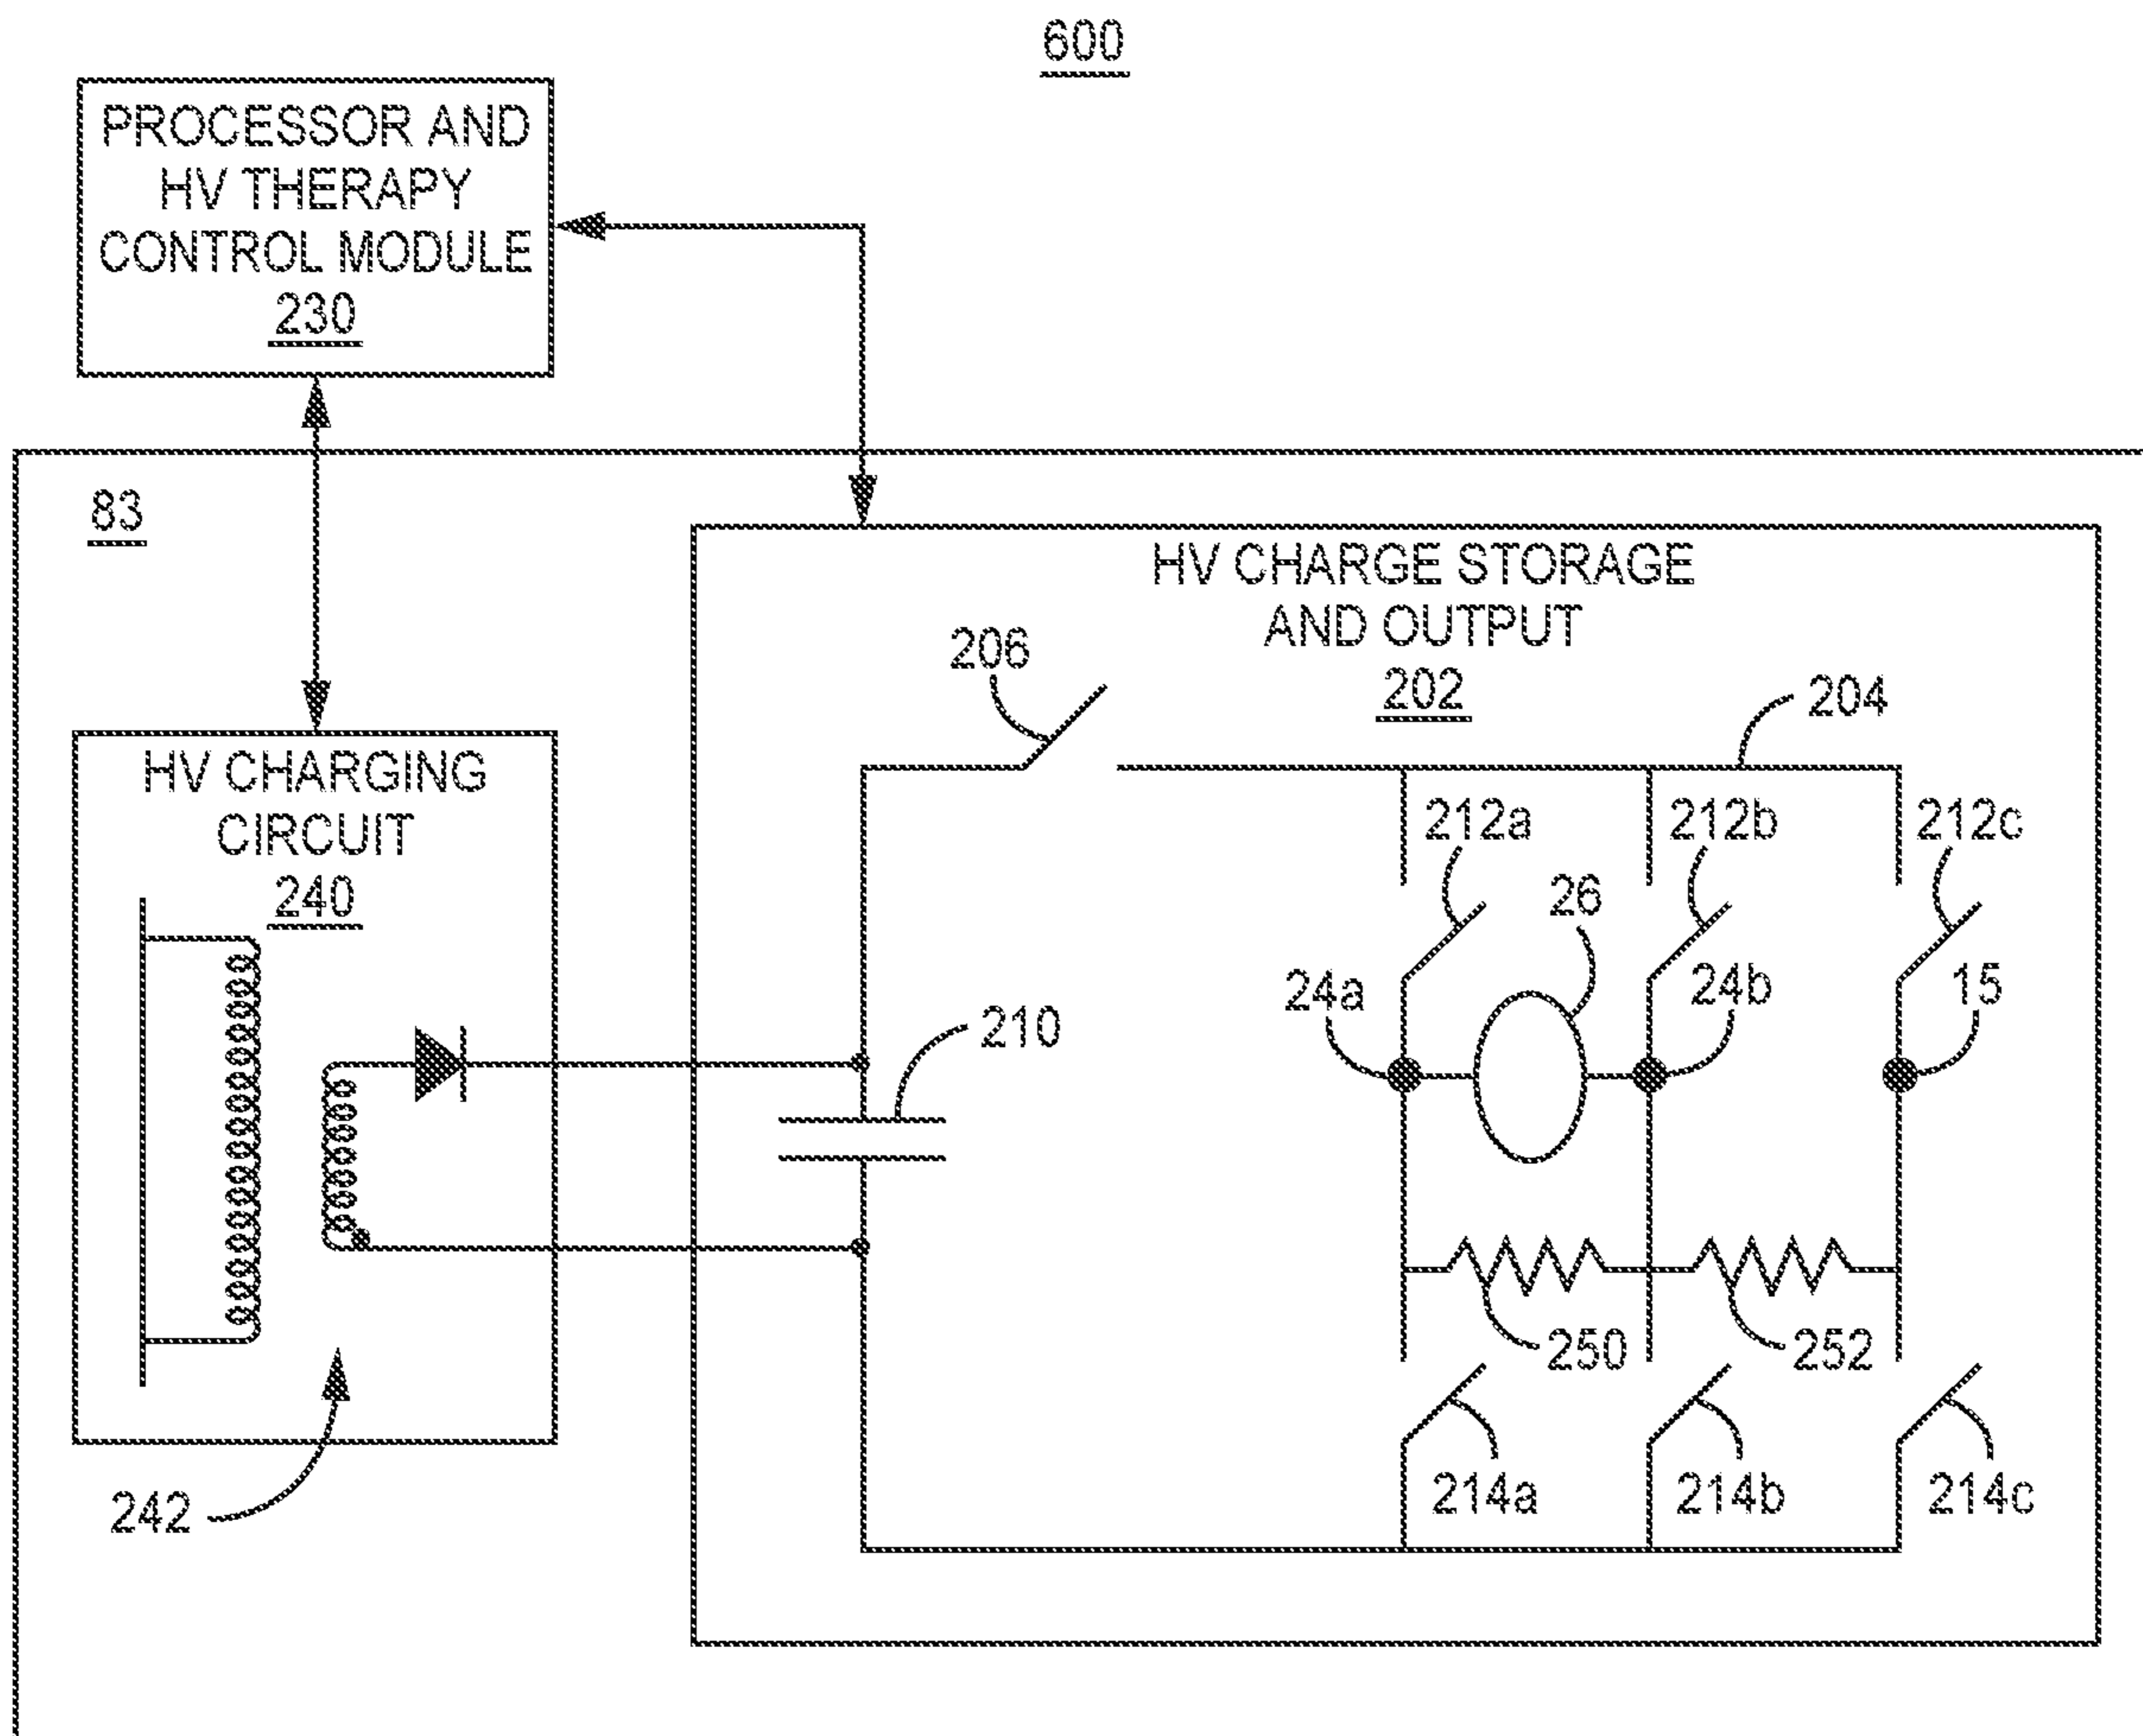 600
PROCESSOR AND
HV THERAPY
CONTROL MODULE
230
83
HV CHARGE STORAGE
AND OUTPUT
202
206
204
HV CHARGING
CIRCUIT
240
212a
212b
212c
26
24a
24b
15
210
250
252
242
214a
214b
214c